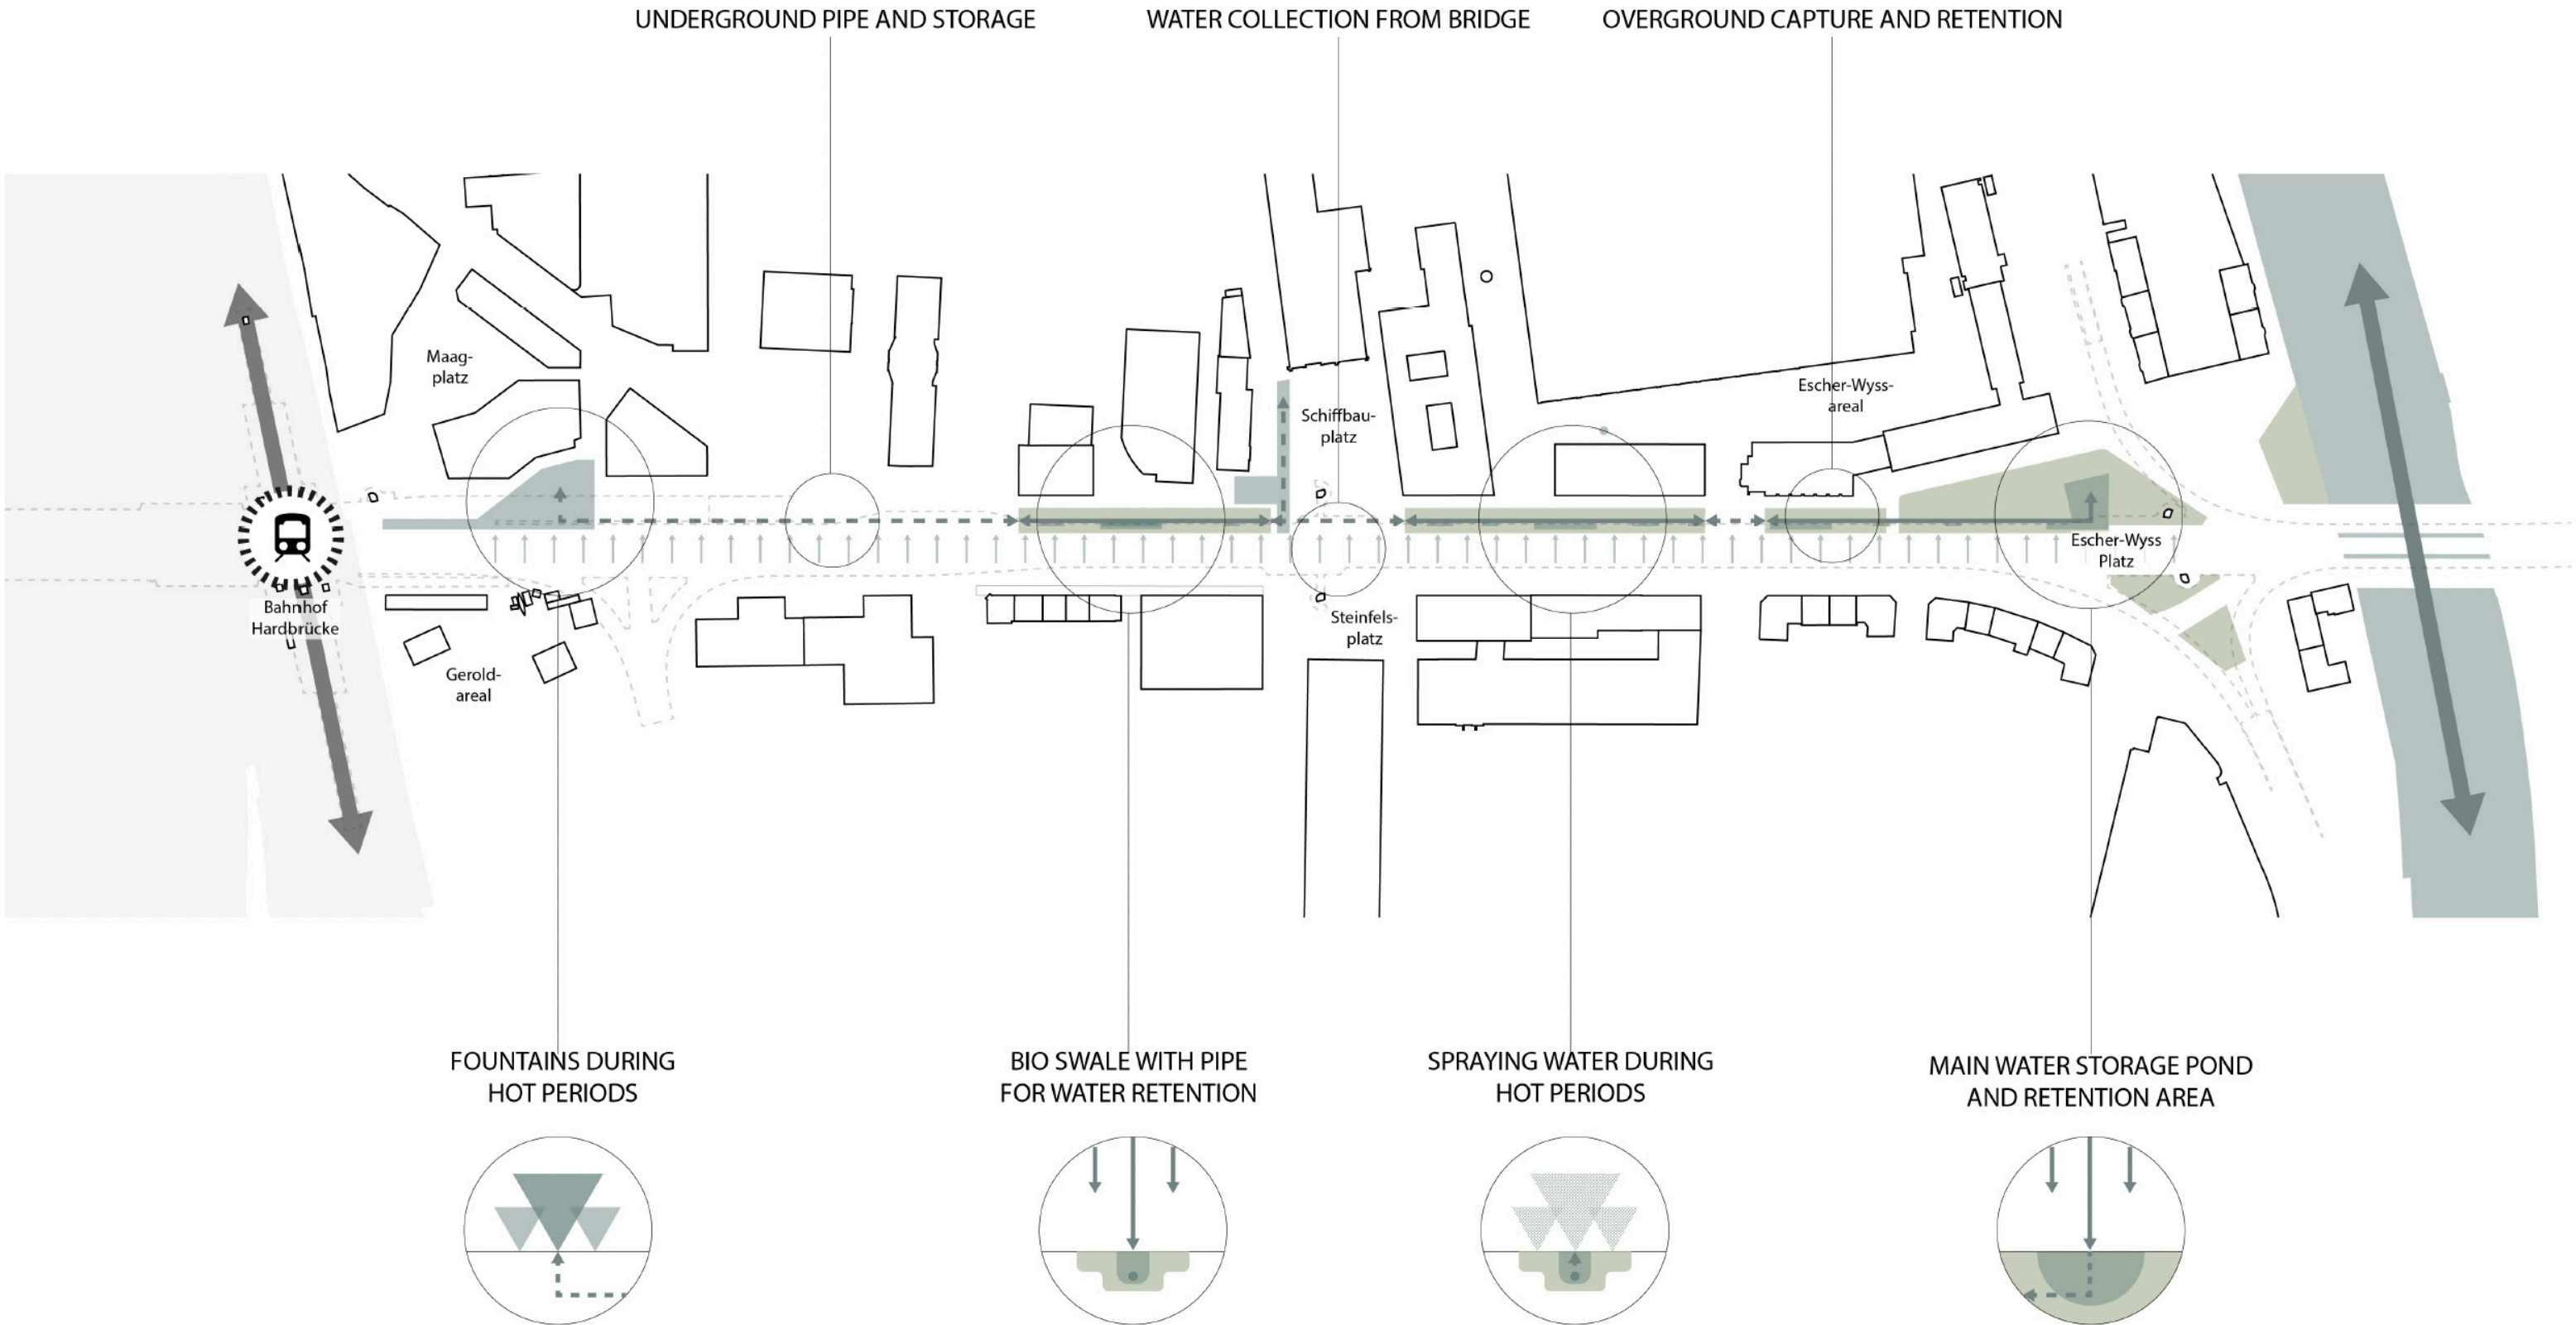 UNDERGROUND PIPE AND STORAGE
WATER COLLECTION FROM BRIDGE
OVERGROUND CAPTURE AND RETENTION
Maag-
platz
Schiffbau-
platz
Escher-Wyss-
areal
Escher-Wyss
Platz
Bahnhof
Hardbrücke
Gerold-
areal
Steinfels-
platz
FOUNTAINS DURING
HOT PERIODS
BIO SWALE WITH PIPE
FOR WATER RETENTION
SPRAYING WATER DURING
HOT PERIODS
MAIN WATER STORAGE POND
AND RETENTION AREA